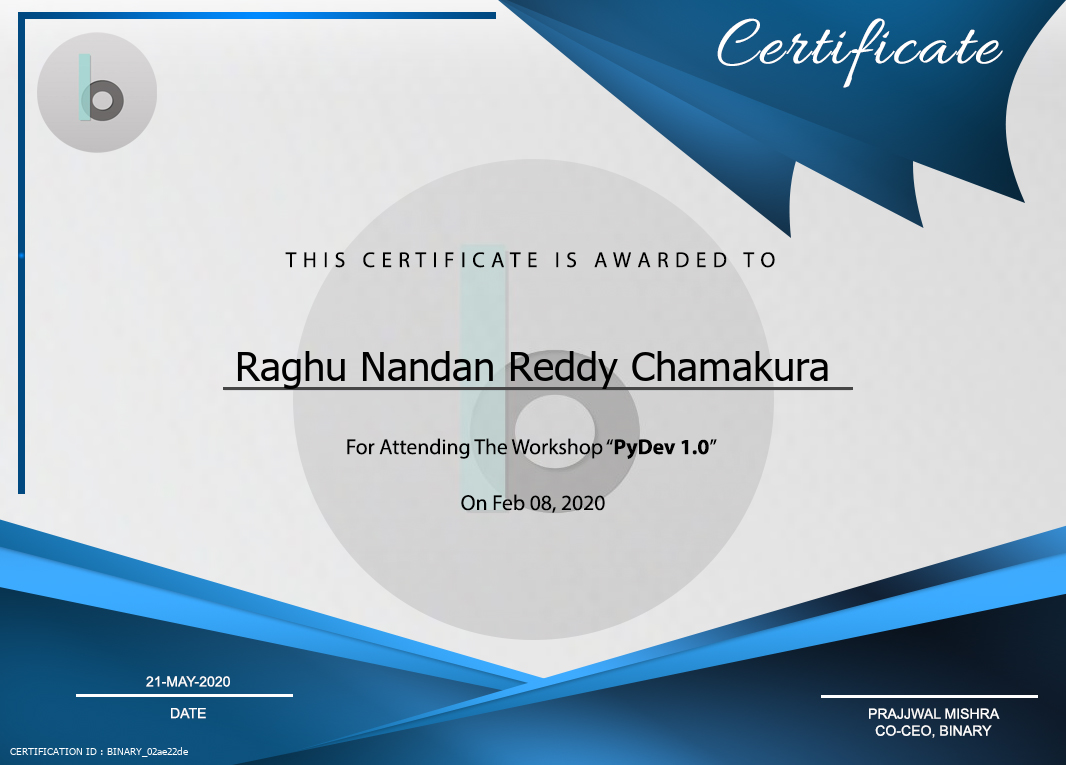 Certificate
b
THIS CERTIFICATE IS AWARDED TO
Raghu Nandan Reddy Chamakura
For Attending The Workshop “PyDev 1.0”
On Feb 08, 2020
21-MAY-2020
DATE
PRAJJWAL MISHRA
CO-CEO, BINARY
CERTIFICATION ID : BINARY_02ae22de